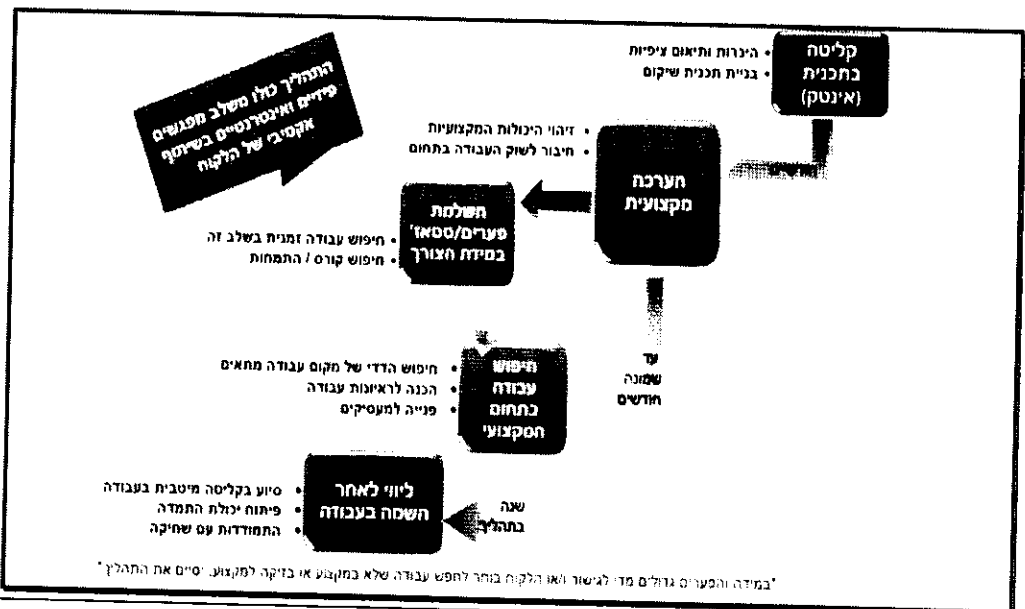 קליטה
בתכנית
(אינטק)
• היכרות ותיאום ציפיות
• בניית תכנית שיקום
התהליך כולו משלב מפגשים
פיזיים ואינטרנטיים בשיתוף
אקטיבי של הלקוח
הערכה
מקצועית
• זיהוי היכולות המקצועיות
• חיבור לשוק העבודה בתחום
השלמת
פערים/סטאז'
במידת הצורך
• חיפוש עבודה זמנית בשלב זה
• חיפוש קורס / התמחות
עד
שמונה
חודשים
חיפוש
עבודה
בתחום
המקצועי
• חיפוש הדדי של מקום עבודה מתאים
• הכנה לראיונות עבודה
• פנייה למעסיקים
ליווי לאחר
השמה בעבודה
• סיוע בקליטה מיטבית בעבודה
• פיתוח יכולת התמדה
• התמודדות עם שחיקה
שנה
בתהליך
*במידה והפערים גדולים מדי לגישור ו/או הלקוח בוחר לחפש עבודה שלא במקצוע או בזיקה למקצוע, יסיים את התהליך*